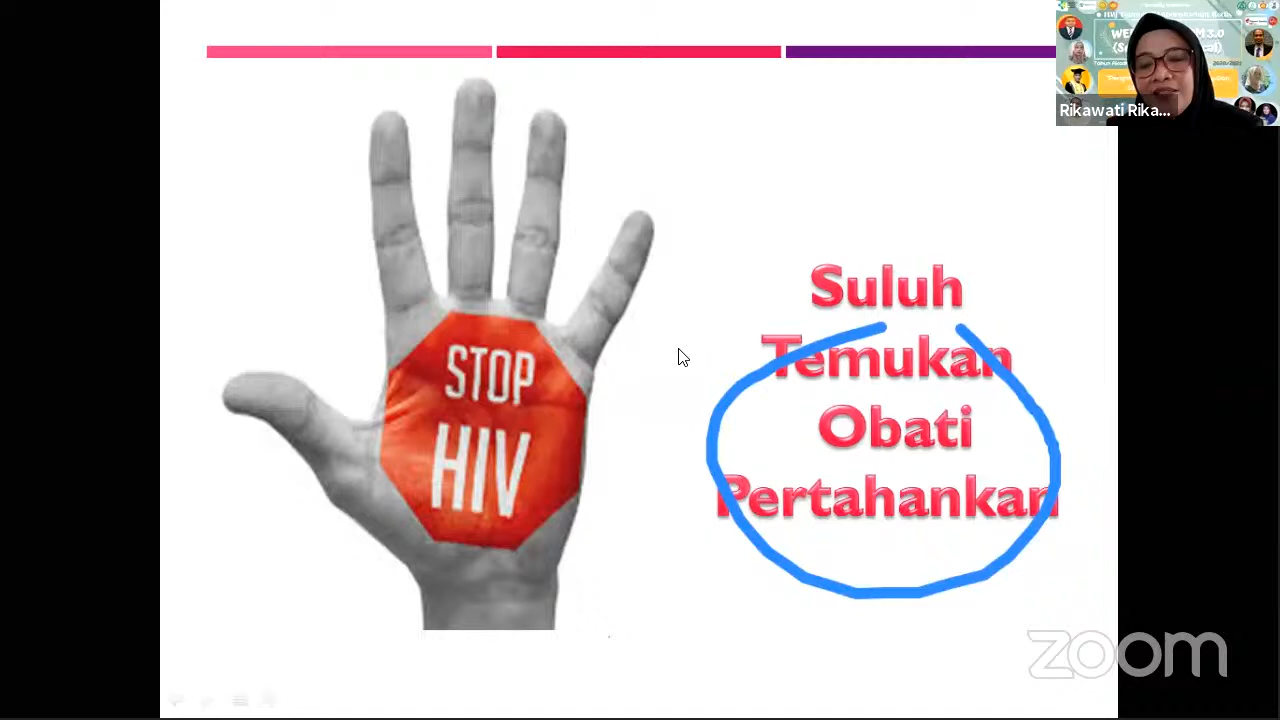 Rikawati Rika...
STOP
HIV
Suluh
Temukan
Obati
Pertahankan
zoom